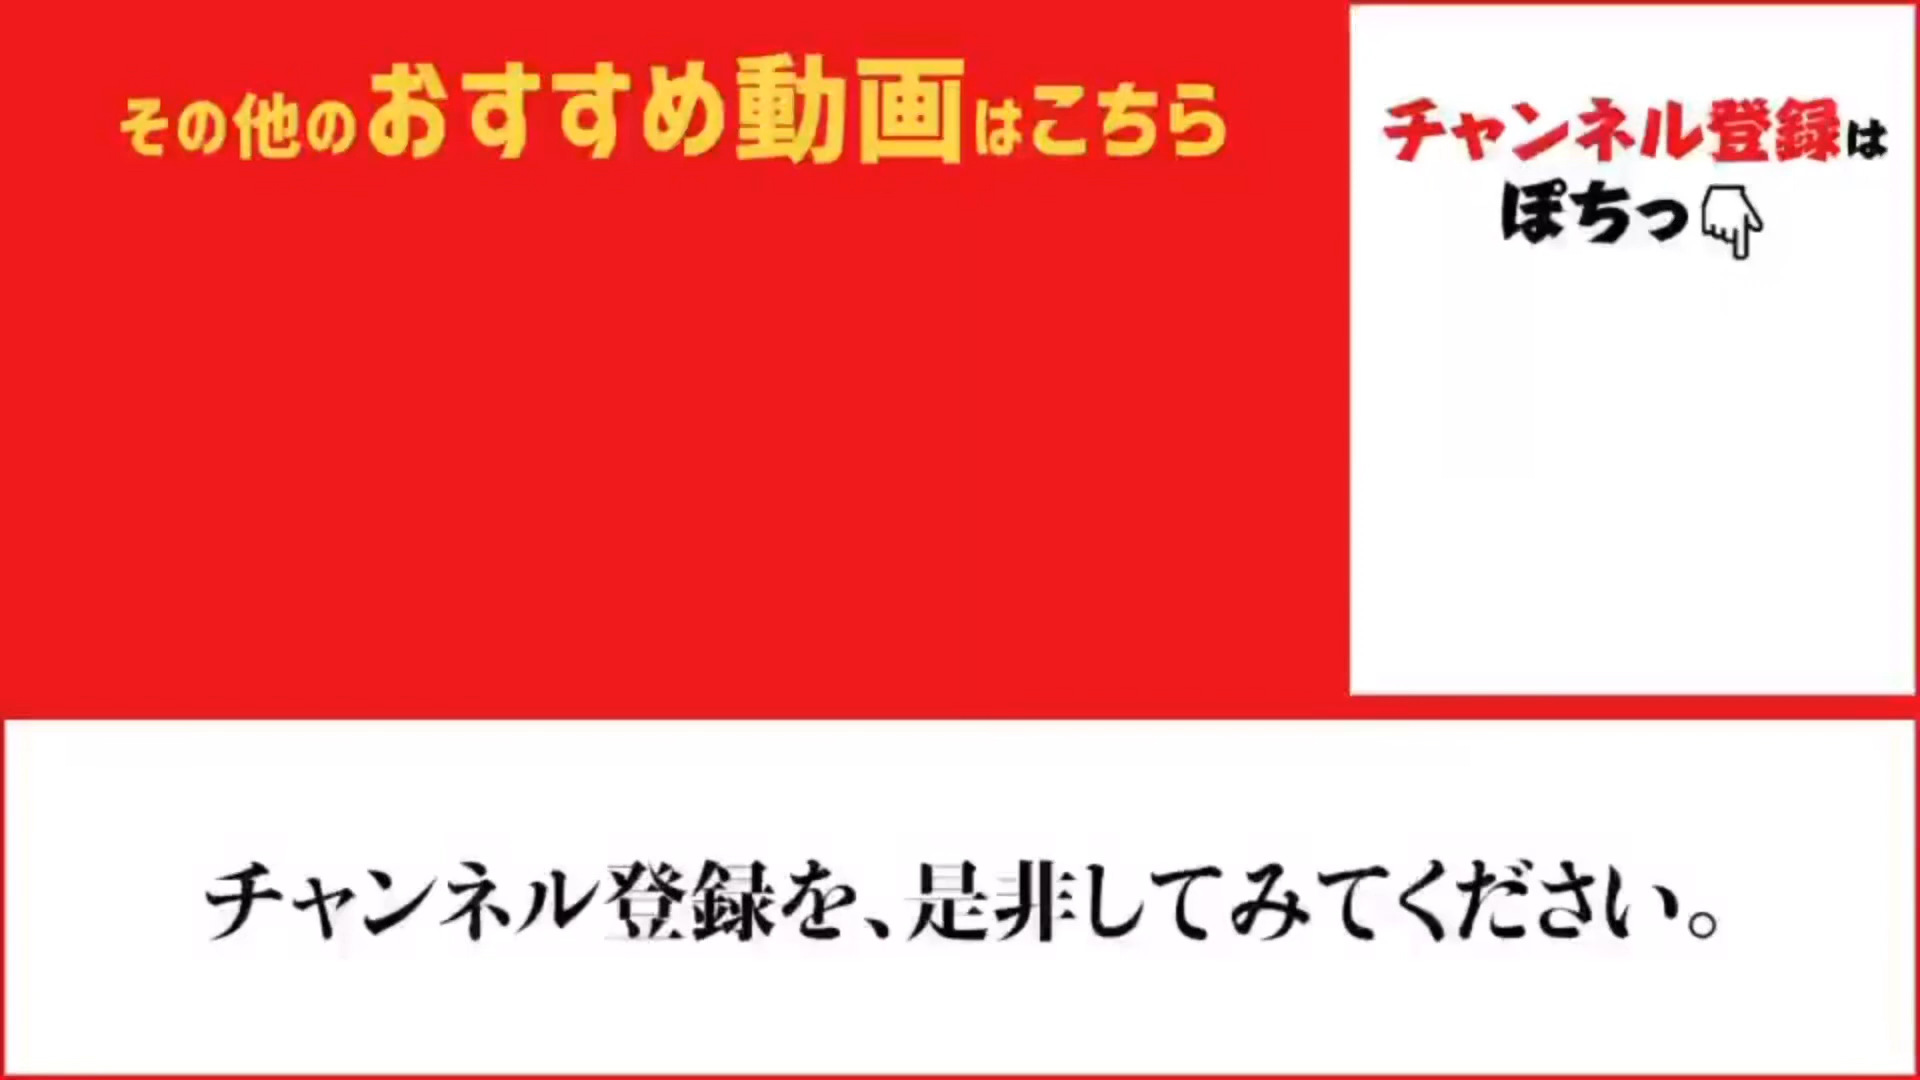 その他のおすすめ動画はこちら
チャンネル登録は
ぽちっ👇
チャンネル登録を、是非してみてください。